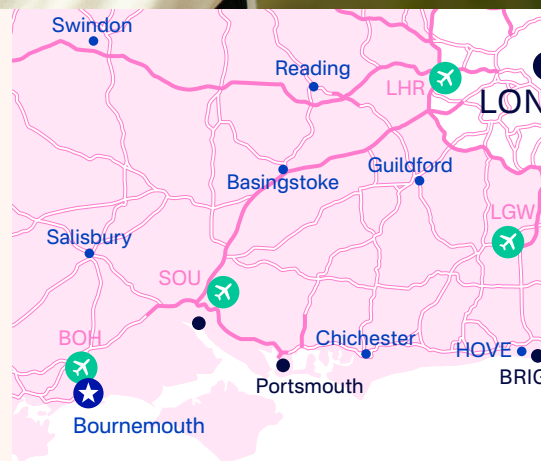 Swindon
Reading
LHR
LON
Guildford
Basingstoke
LGW
Salisbury
SOU
BOH
Chichester
HOVE
BRIG
Portsmouth
Bournemouth